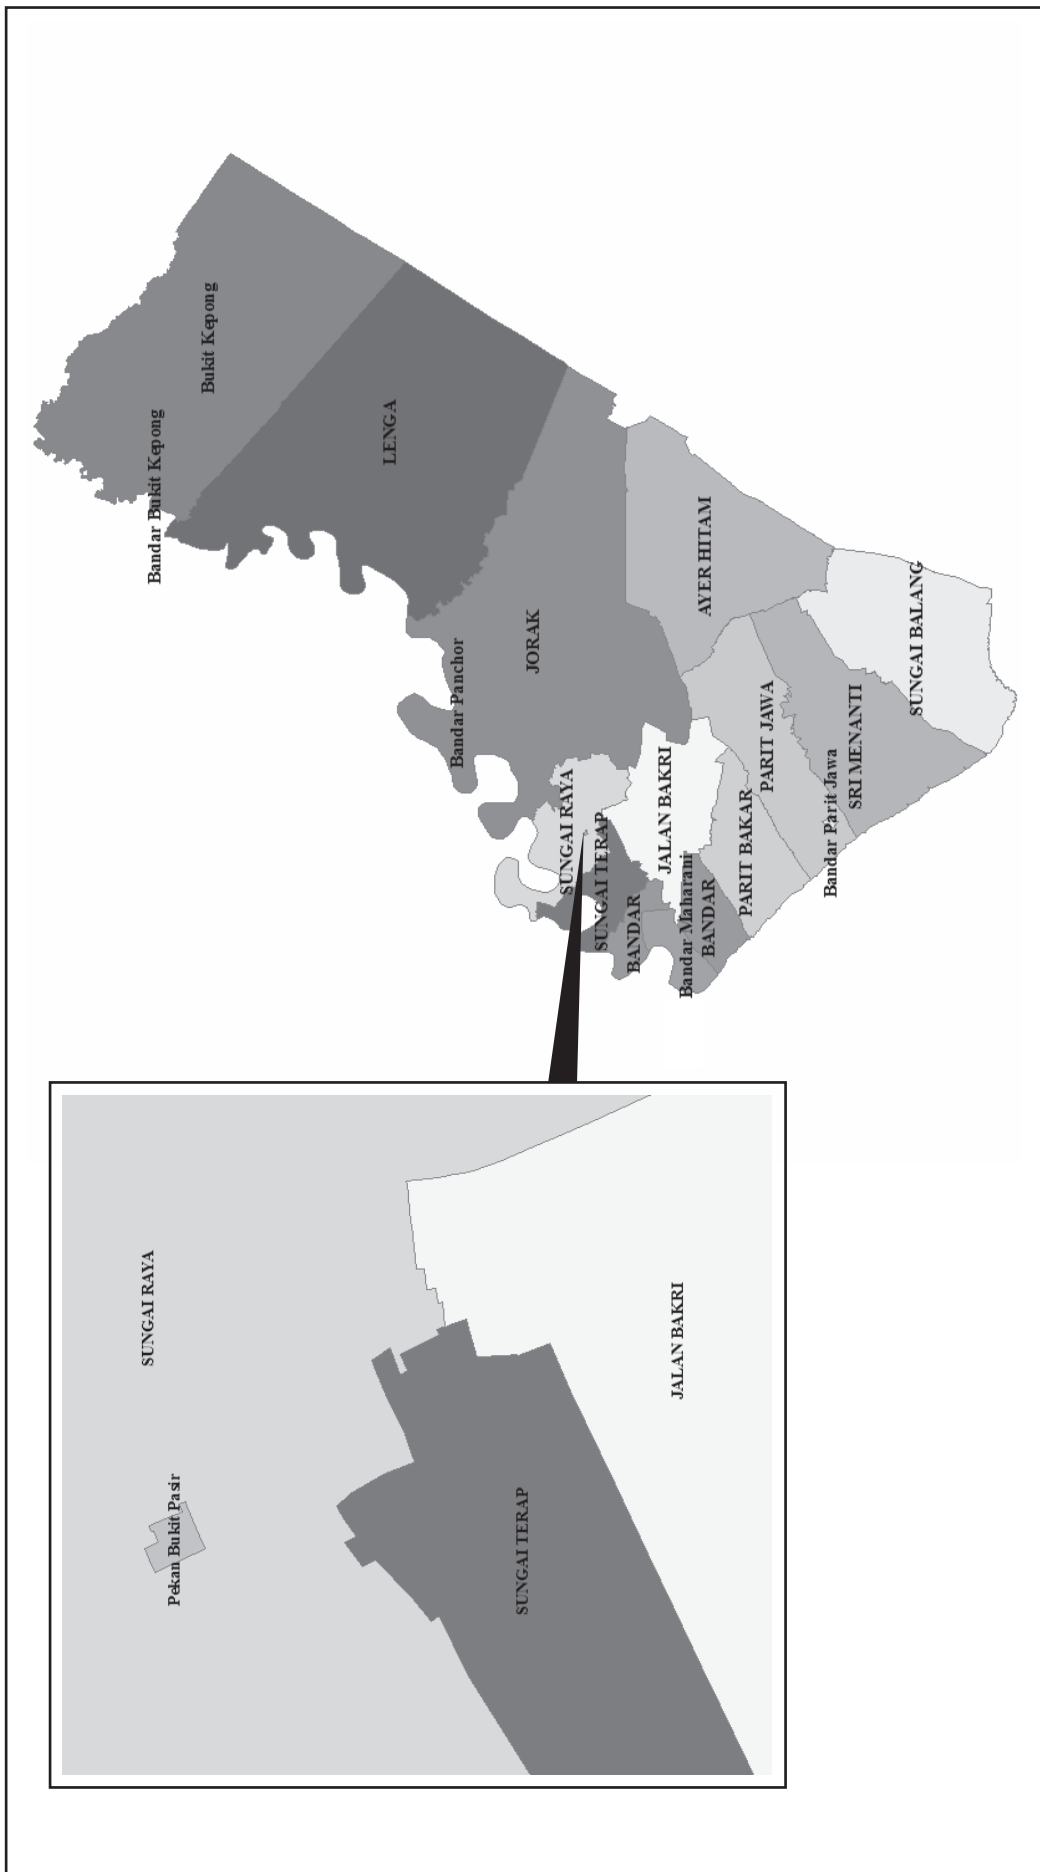 Bandar Bukit Kepong
Bukit Kepong
LENGA
Bandar Panchor
JORAK
AYER HITAM
SUNGAI RAYA
SUNGAI TERAP
JALAN BAKRI
PARIT JAWA
SUNGAI BALANG
BANDAR
Bandar Maharani
BANDAR
PARIT BAKAR
Bandar Parit Jawa
SRI MENANTI
SUNGAI RAYA
Pekan Bukit Pasir
SUNGAI TERAP
JALAN BAKRI